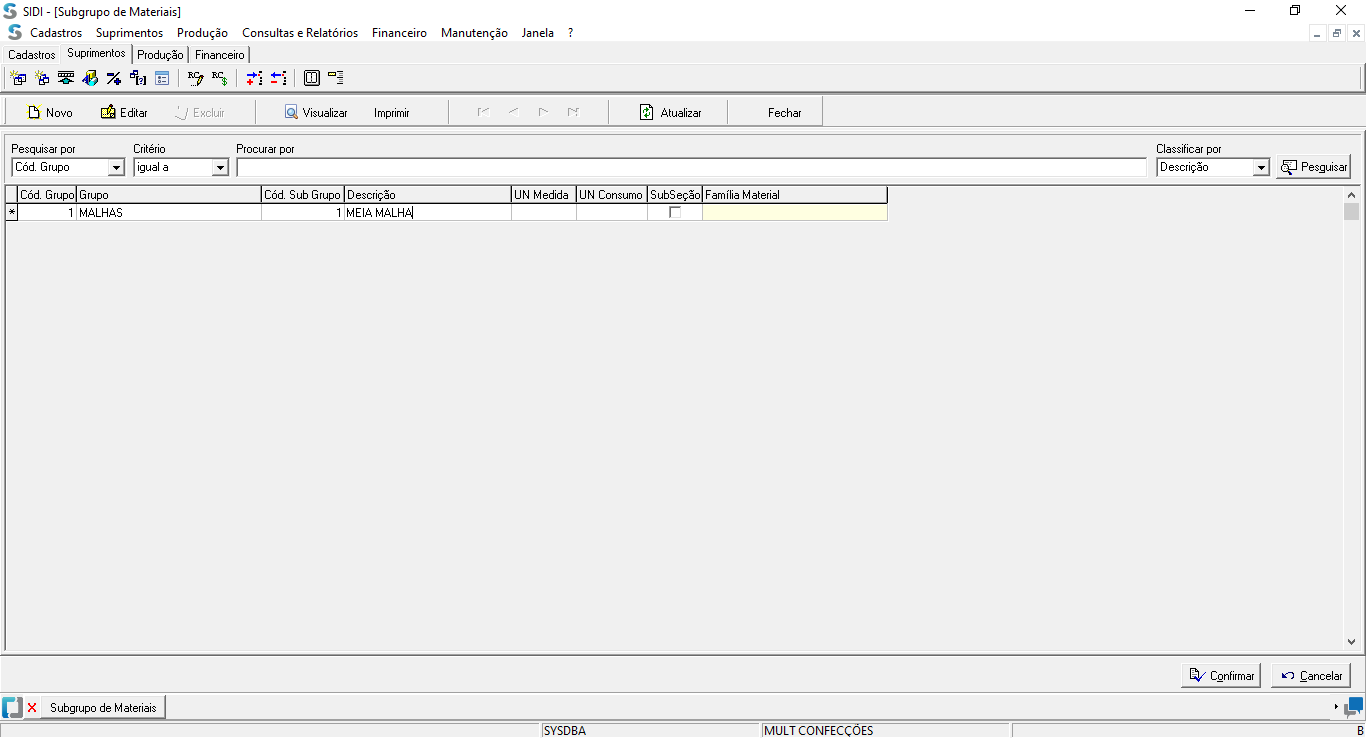 SIDI - [Subgrupo de Materiais]
Cadastros Suprimentos Produção Consultas e Relatórios Financeiro Manutenção Janela ?
Cadastros Suprimentos Produção Financeiro
Novo Editar Excluir Visualizar Imprimir Atualizar Fechar
Pesquisar por Critério Procurar por Classificar por
Cód. Grupo igual a Descrição Pesquisar
Cód. Grupo Grupo Cód. Sub Grupo Descrição UN Medida UN Consumo SubSeção Família Material
* 1 MALHAS 1 MEIA MALHA
Confirmar Cancelar
Subgrupo de Materiais
SYSDBA MULT CONFECÇÕES B